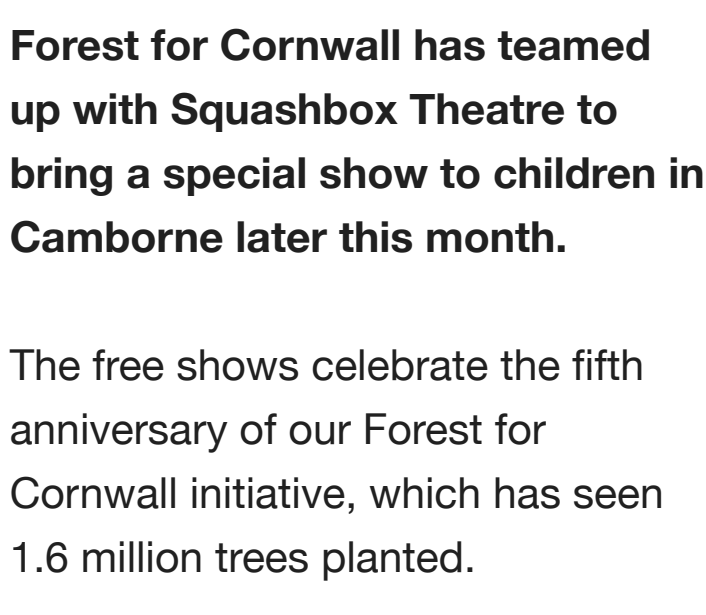 Forest for Cornwall has teamed
up with Squashbox Theatre to
bring a special show to children in
Camborne later this month.
The free shows celebrate the fifth
anniversary of our Forest for
Cornwall initiative, which has seen
1.6 million trees planted.